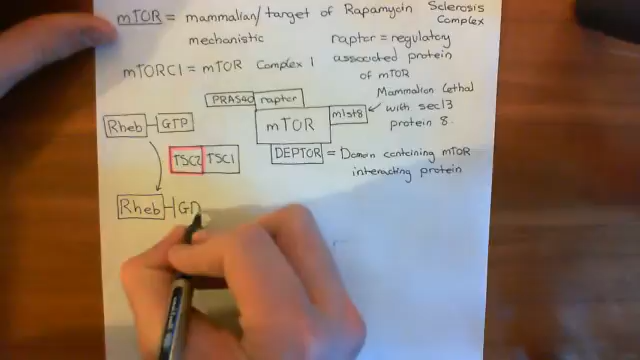 mTOR = mammalian/ target of Rapamycin Sclerosis Complex
mechanistic
raptor = regulatory associated protein of mTOR
mTORC1 = mTOR Complex 1
PRAS40 raptor
mTOR
mlst8
Mammalian Lethal with sec13 protein 8.
Rheb GTP
TSC2 TSC1
DEPTOR = Domain containing mTOR interacting protein
Rheb GD